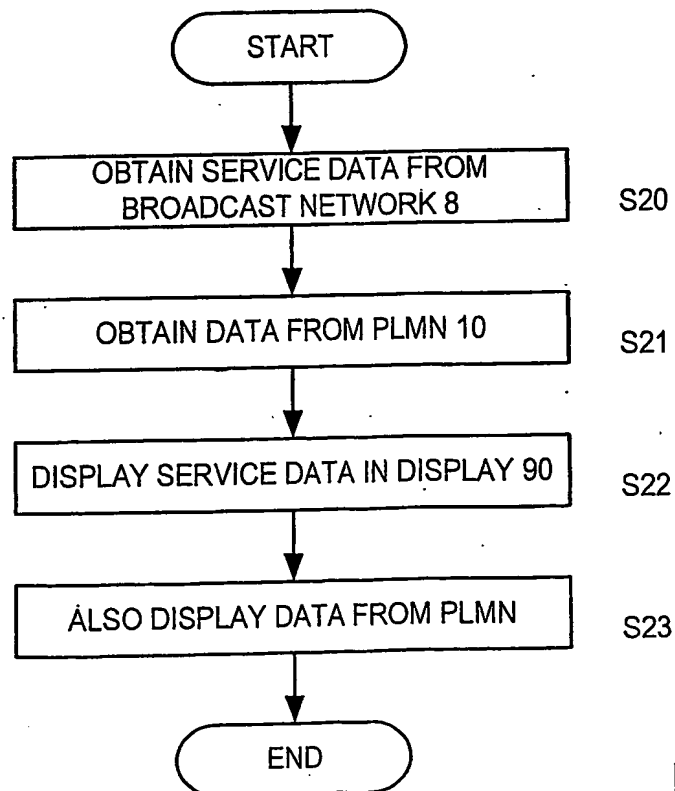 START
OBTAIN SERVICE DATA FROM
BROADCAST NETWORK 8
S20
OBTAIN DATA FROM PLMN 10
S21
DISPLAY SERVICE DATA IN DISPLAY 90
S22
ALSO DISPLAY DATA FROM PLMN
S23
END